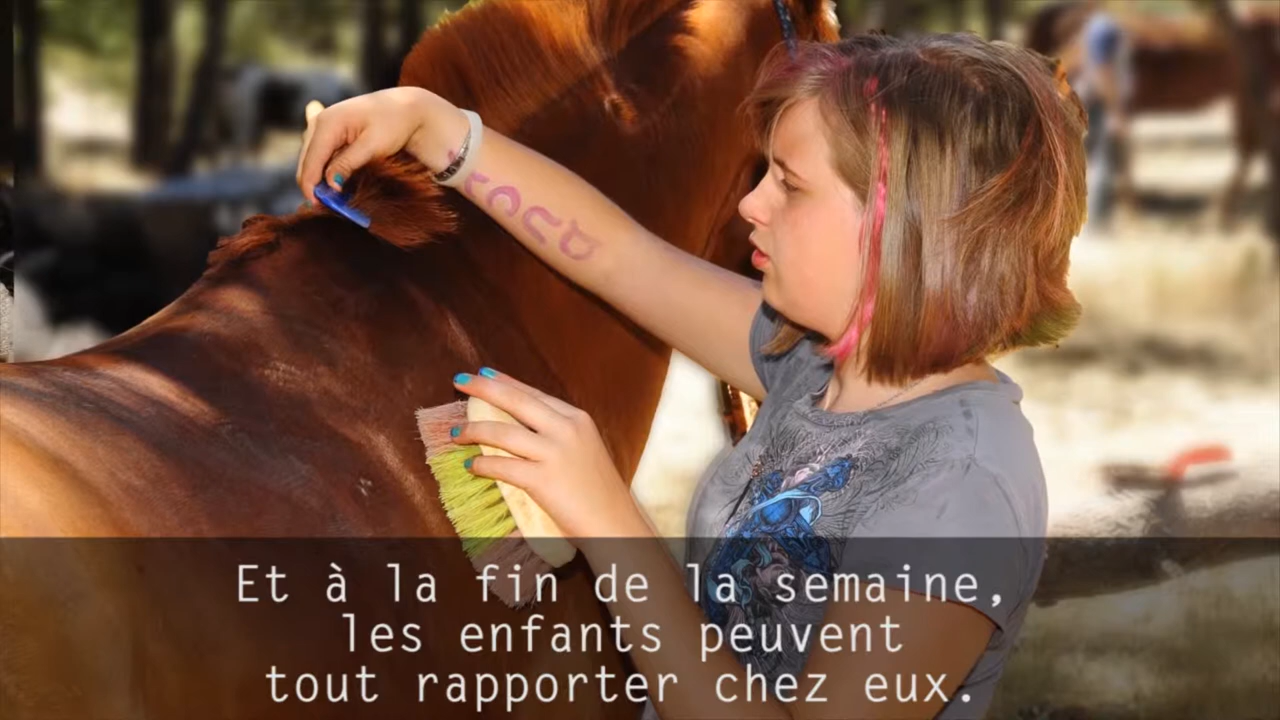 Et à la fin de la semaine,
les enfants peuvent
tout rapporter chez eux.